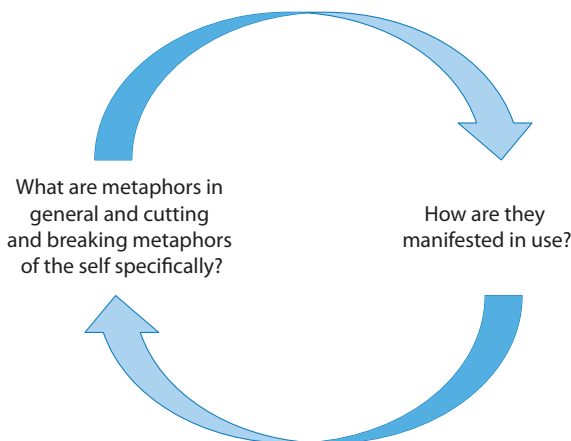 What are metaphors in
general and cutting
and breaking metaphors
of the self specifically?
How are they
manifested in use?